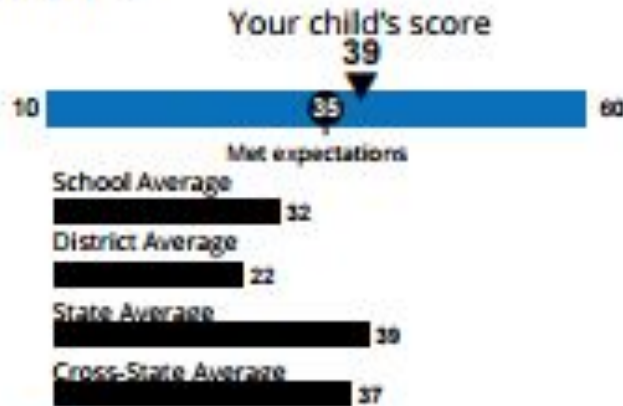 Your child's score
39
10 35 60
Met expectations
School Average
32
District Average
22
State Average
39
Cross-State Average
37